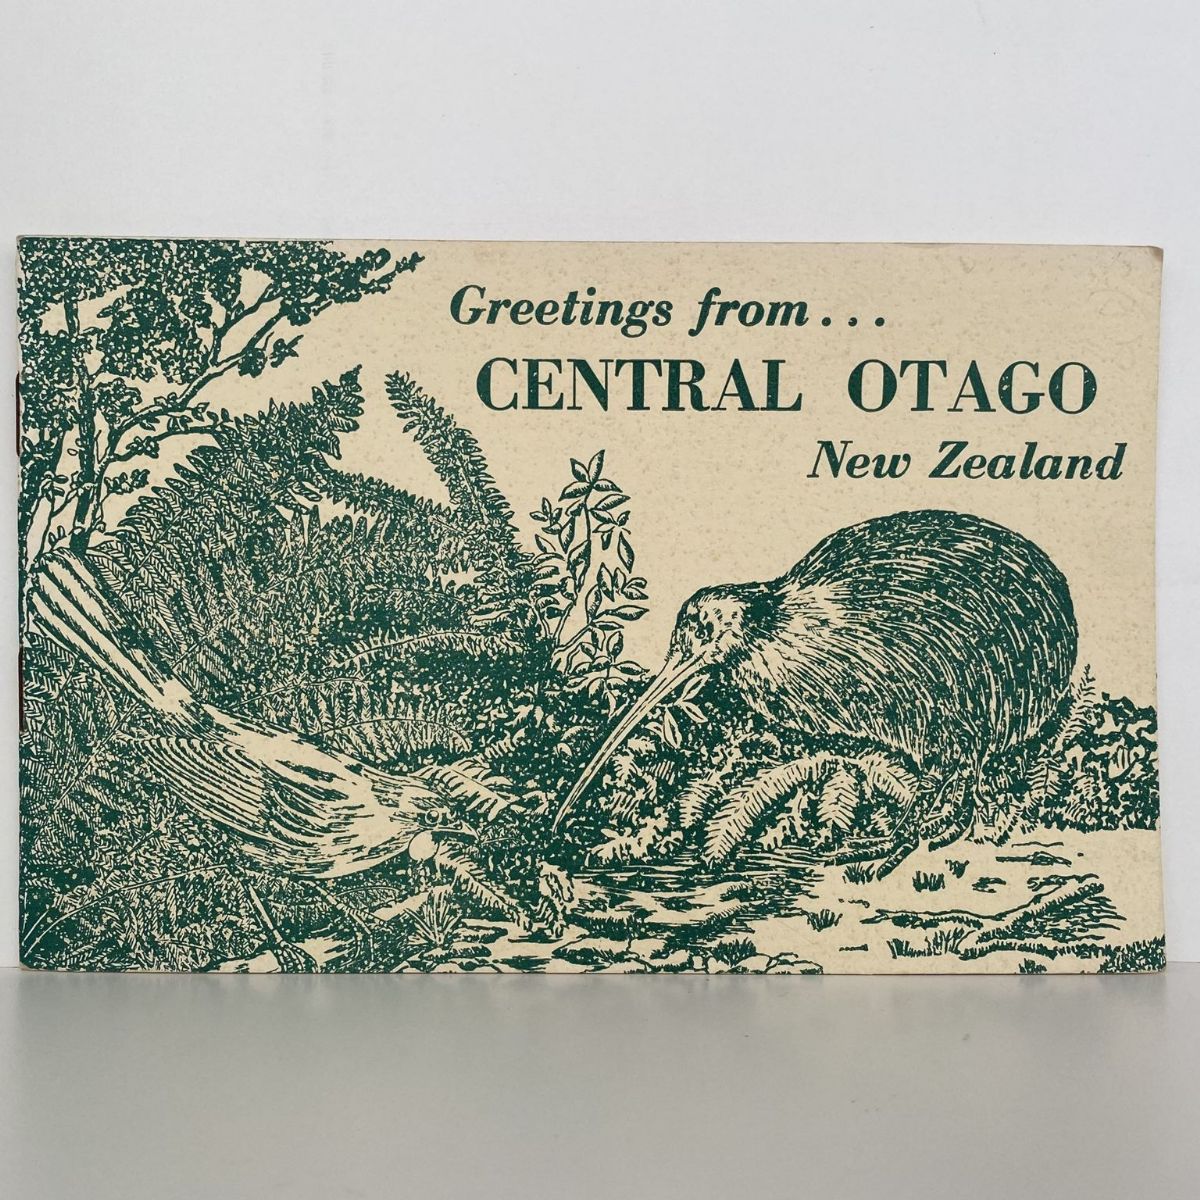 Greetings from...
CENTRAL OTAGO
New Zealand